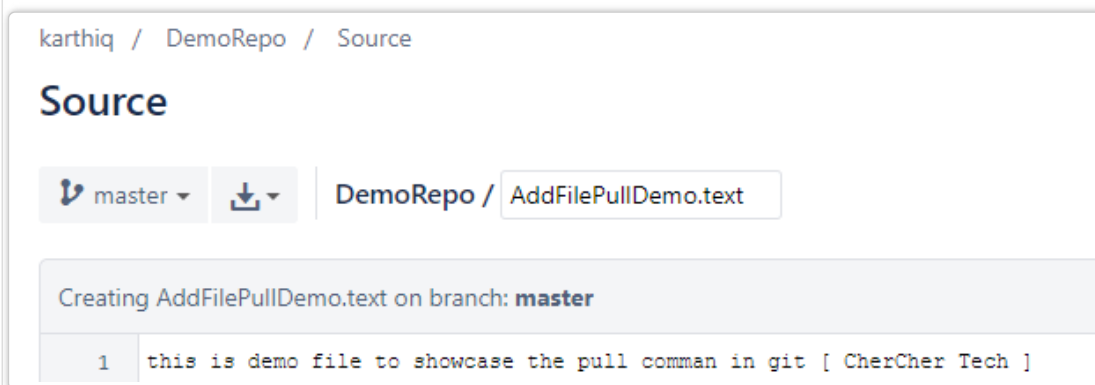 karthiq / DemoRepo / Source
Source
master DemoRepo / AddFilePullDemo.text
Creating AddFilePullDemo.text on branch: master
1 this is demo file to showcase the pull comman in git [ CherCher Tech ]